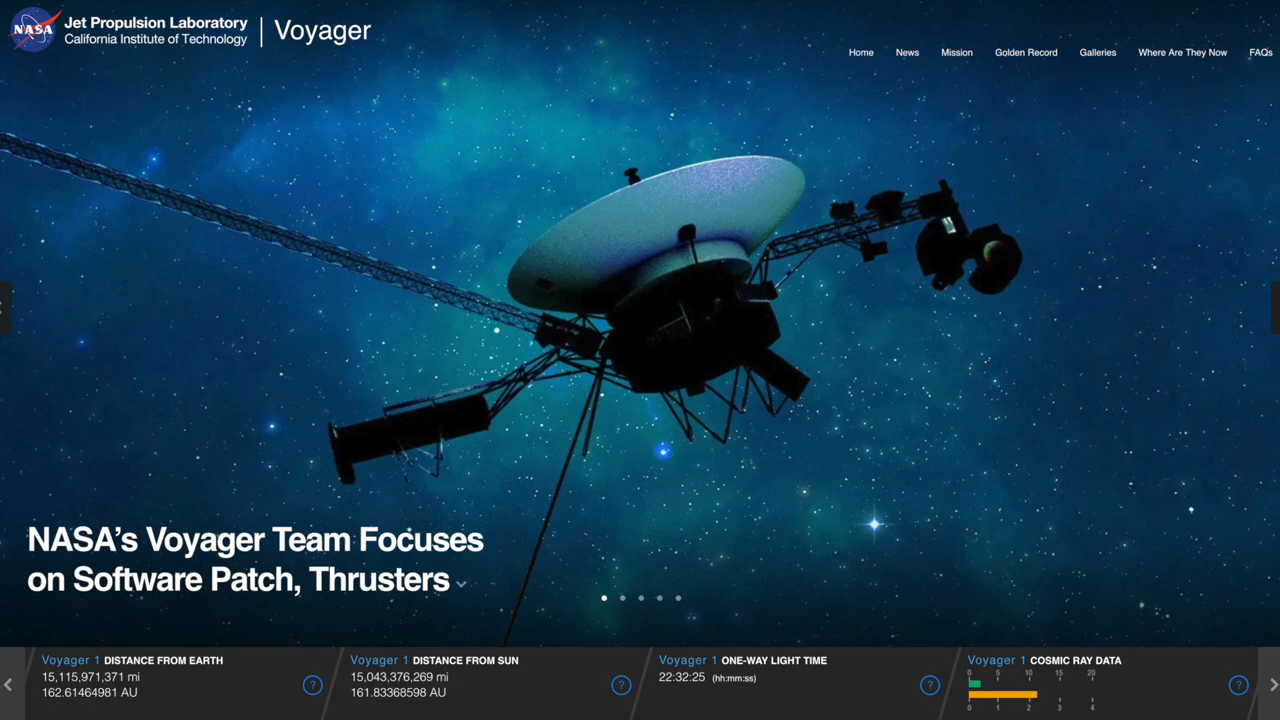 NASA
Jet Propulsion Laboratory
California Institute of Technology
Voyager
Home News Mission Golden Record Galleries Where Are They Now FAQs
NASA's Voyager Team Focuses
on Software Patch, Thrusters
Voyager 1 DISTANCE FROM EARTH
15,115,971,371 mi
162.61464981 AU
?
Voyager 1 DISTANCE FROM SUN
15,043,376,269 mi
161.83368598 AU
?
Voyager 1 ONE-WAY LIGHT TIME
22:32:25 (hh:mm:ss)
?
Voyager 1 COSMIC RAY DATA
0 5 10 15 20
0 1 2 3 4
?